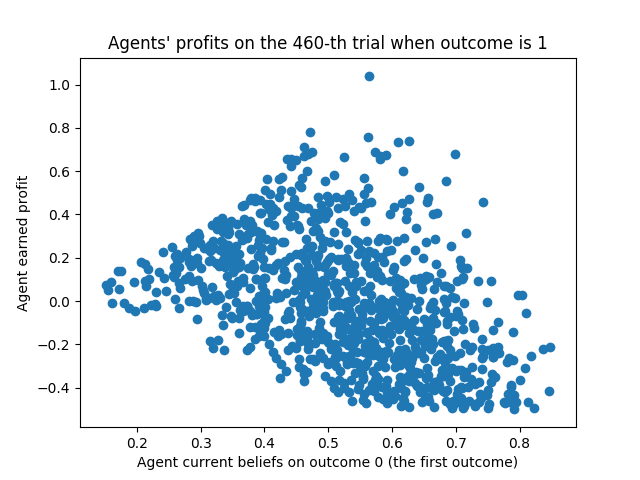 Agents' profits on the 460-th trial when outcome is 1
1.0
0.8
0.6
0.4
0.2
0.0
−0.2
−0.4
Agent earned profit
0.2 0.3 0.4 0.5 0.6 0.7 0.8
Agent current beliefs on outcome 0 (the first outcome)